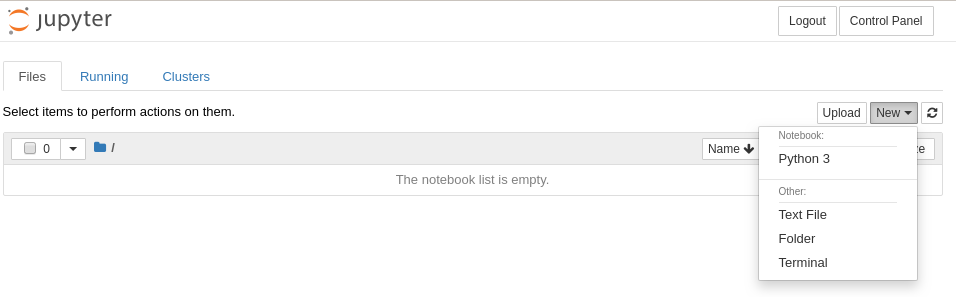 jupyter
Logout
Control Panel
Files
Running
Clusters
Select items to perform actions on them.
Upload
New
0
/
Name
The notebook list is empty.
Notebook:
Python 3
Other:
Text File
Folder
Terminal